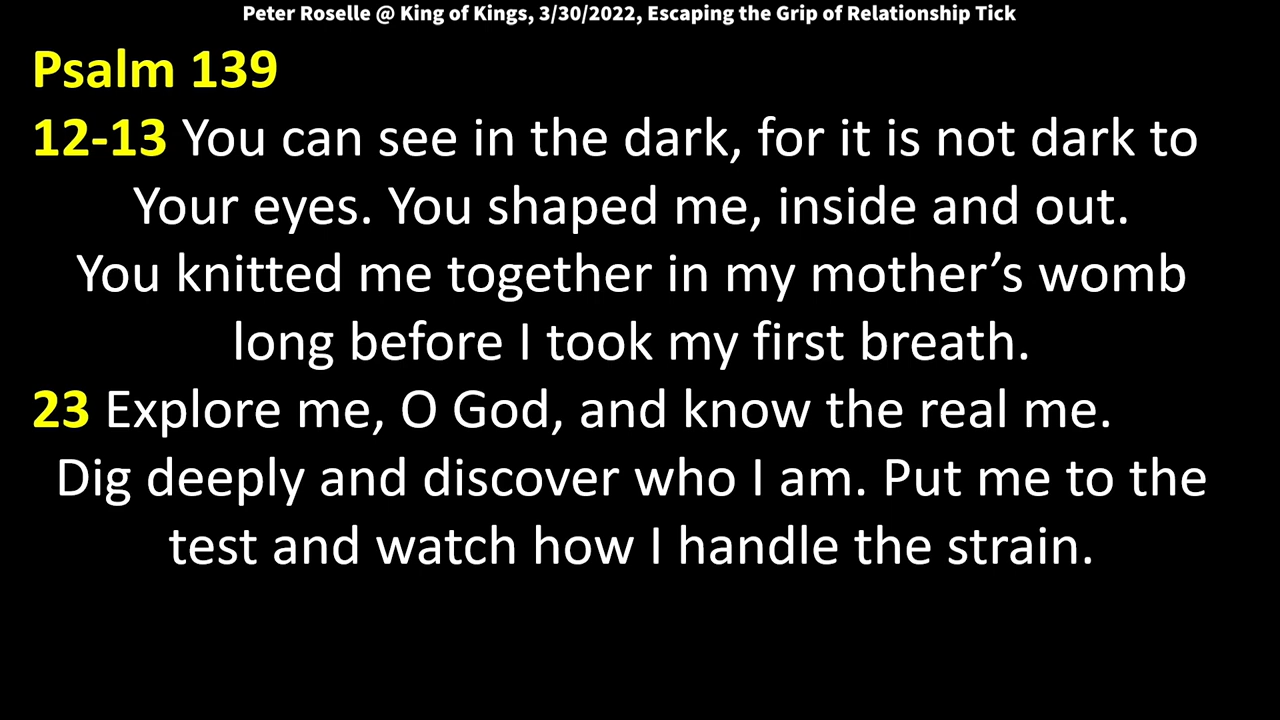 Peter Roselle @ King of Kings, 3/30/2022, Escaping the Grip of Relationship Tick
Psalm 139
12-13 You can see in the dark, for it is not dark to
Your eyes. You shaped me, inside and out.
You knitted me together in my mother’s womb
long before I took my first breath.
23 Explore me, O God, and know the real me.
Dig deeply and discover who I am. Put me to the
test and watch how I handle the strain.